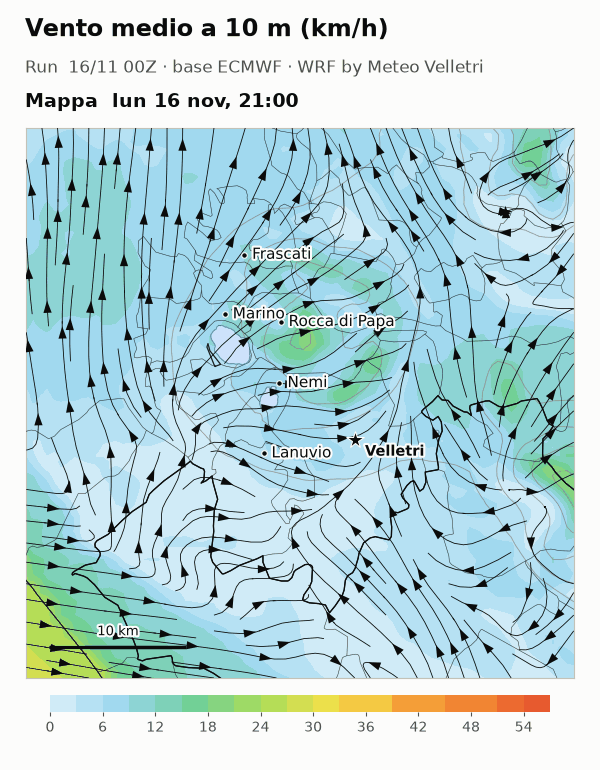 Vento medio a 10 m (km/h)
Run 16/11 00Z · base ECMWF · WRF by Meteo Velletri
Mappa lun 16 nov, 21:00
Frascati
Marino
Rocca di Papa
Nemi
Velletri
Lanuvio
10 km
0 6 12 18 24 30 36 42 48 54